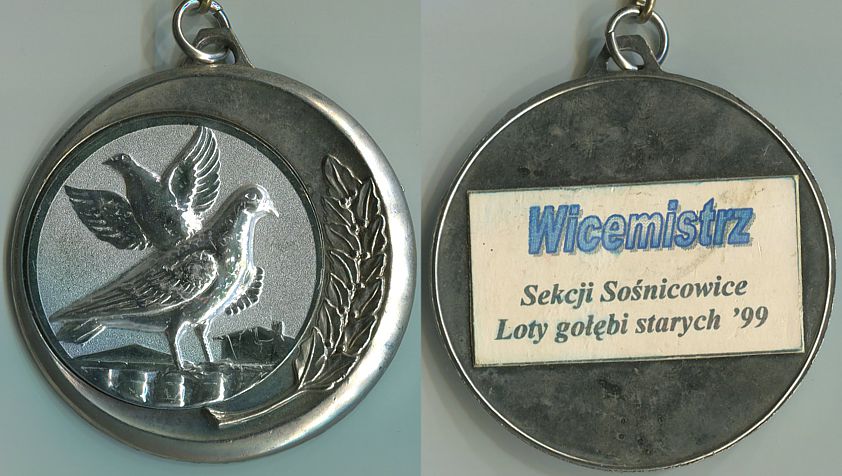 Wicemistrz
Sekcji Sośnicowice
Loty gołębi starych '99